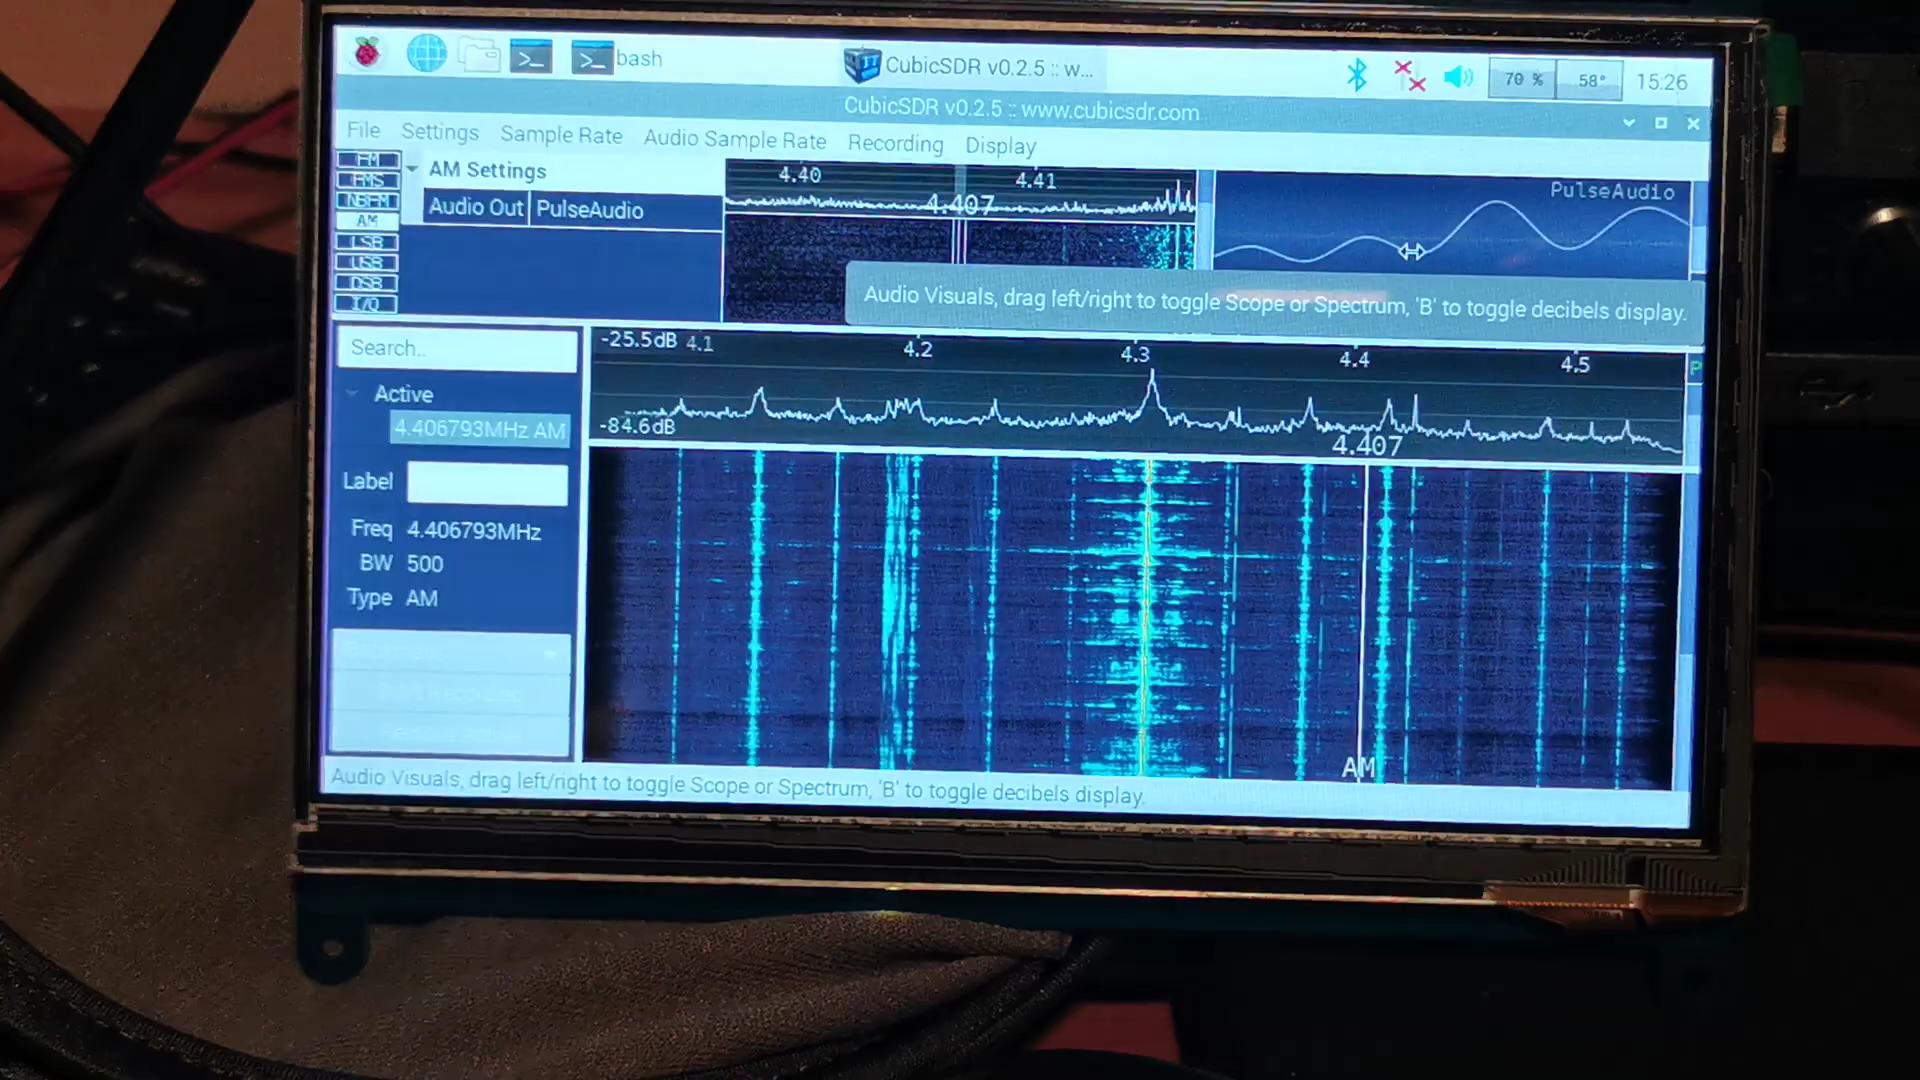 bash
CubicSDR v0.2.5 :: w...
70 %
58°
15:26
CubicSDR v0.2.5 :: www.cubicsdr.com
File Settings Sample Rate Audio Sample Rate Recording Display
FM
FMS
NBFM
AM
LSB
USB
DSB
I/Q
AM Settings
Audio Out PulseAudio
4.40 4.41
4.407
PulseAudio
Audio Visuals, drag left/right to toggle Scope or Spectrum, 'B' to toggle decibels display.
Search..
Active
4.406793MHz AM
Label
Freq 4.406793MHz
BW 500
Type AM
-25.5dB 4.1 4.2 4.3 4.4 4.5
P
-84.6dB
4.407
AM
Audio Visuals, drag left/right to toggle Scope or Spectrum, 'B' to toggle decibels display.